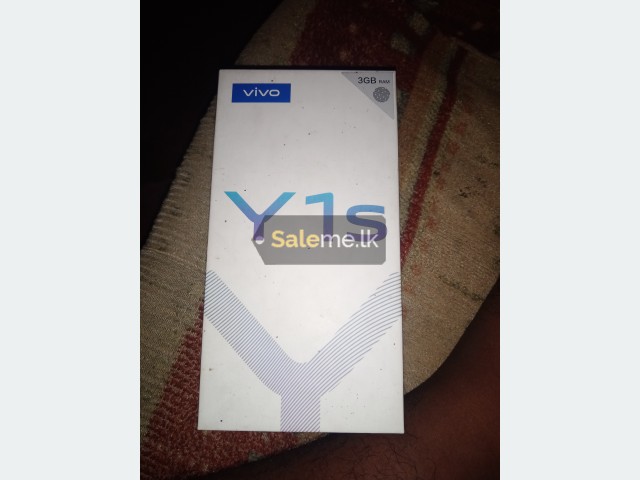 vivo
3GB RAM
Y1s
Saleme.lk